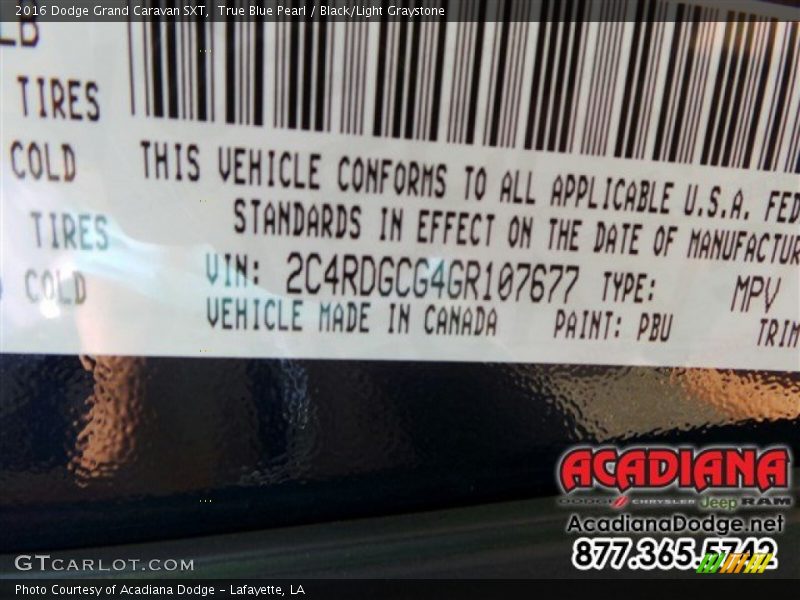 2016 Dodge Grand Caravan SXT,  True Blue Pearl / Black/Light Graystone
LB
TIRES
COLD
THIS VEHICLE CONFORMS TO ALL APPLICABLE U.S.A. FED
STANDARDS IN EFFECT ON THE DATE OF MANUFACTUR
TIRES
COLD
VIN: 2C4RDGCG4GR107677 TYPE: MPV
VEHICLE MADE IN CANADA PAINT: PBU TRIM
ACADIANA
DODGE CHRYSLER Jeep RAM
AcadianaDodge.net
877.365.5742
GTCARLOT.COM
Photo Courtesy of Acadiana Dodge - Lafayette, LA